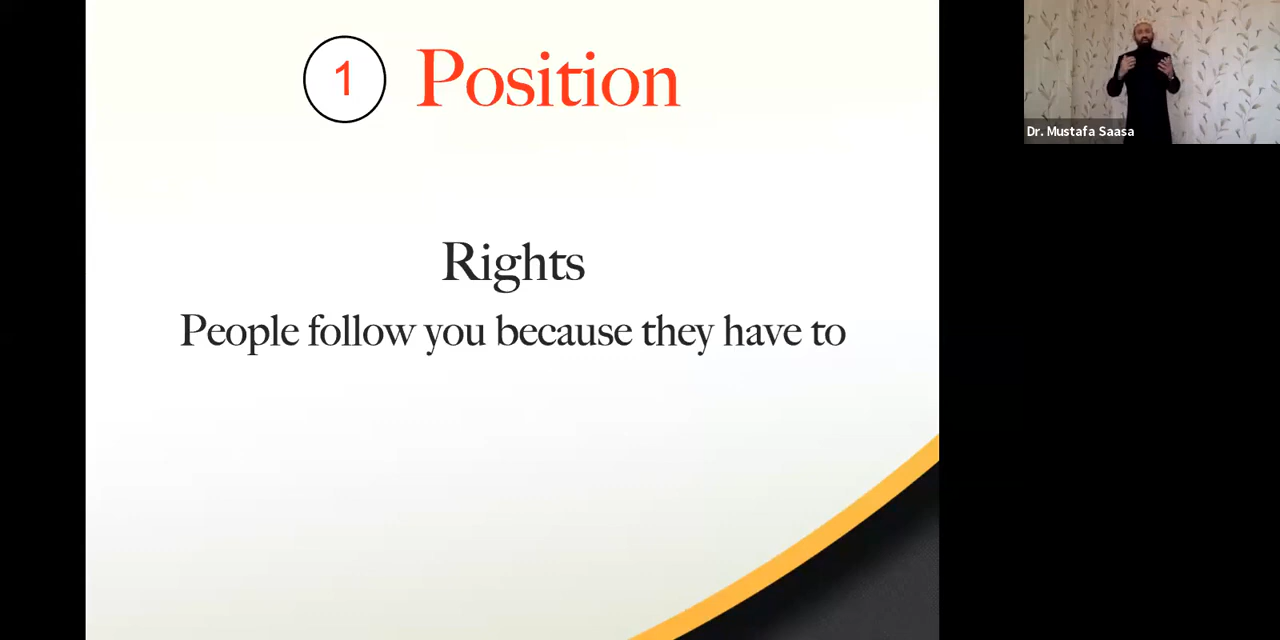 1 Position
Rights
People follow you because they have to
Dr. Mustafa Saasa